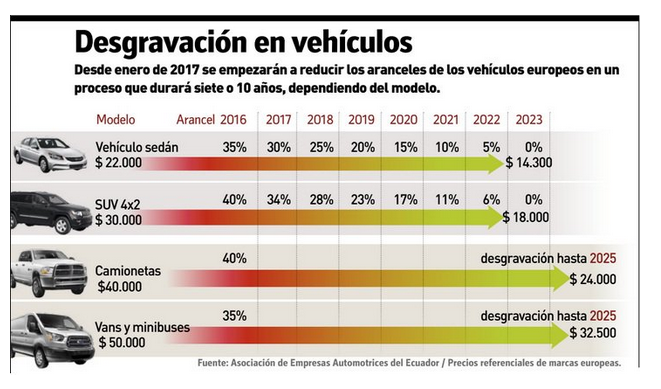 Desgravación en vehículos
Desde enero de 2017 se empezarán a reducir los aranceles de los vehículos europeos en un
proceso que durará siete o 10 años, dependiendo del modelo.
Modelo Arancel 2016 2017 2018 2019 2020 2021 2022 2023
Vehículo sedán 35% 30% 25% 20% 15% 10% 5% 0%
$ 22.000 $ 14.300
SUV 4x2 40% 34% 28% 23% 17% 11% 6% 0%
$ 30.000 $ 18.000
40% desgravación hasta 2025
Camionetas
$40.000 $ 24.000
35% desgravación hasta 2025
Vans y minibuses
$ 50.000 $ 32.500
Fuente: Asociación de Empresas Automotrices del Ecuador / Precios referenciales de marcas europeas.